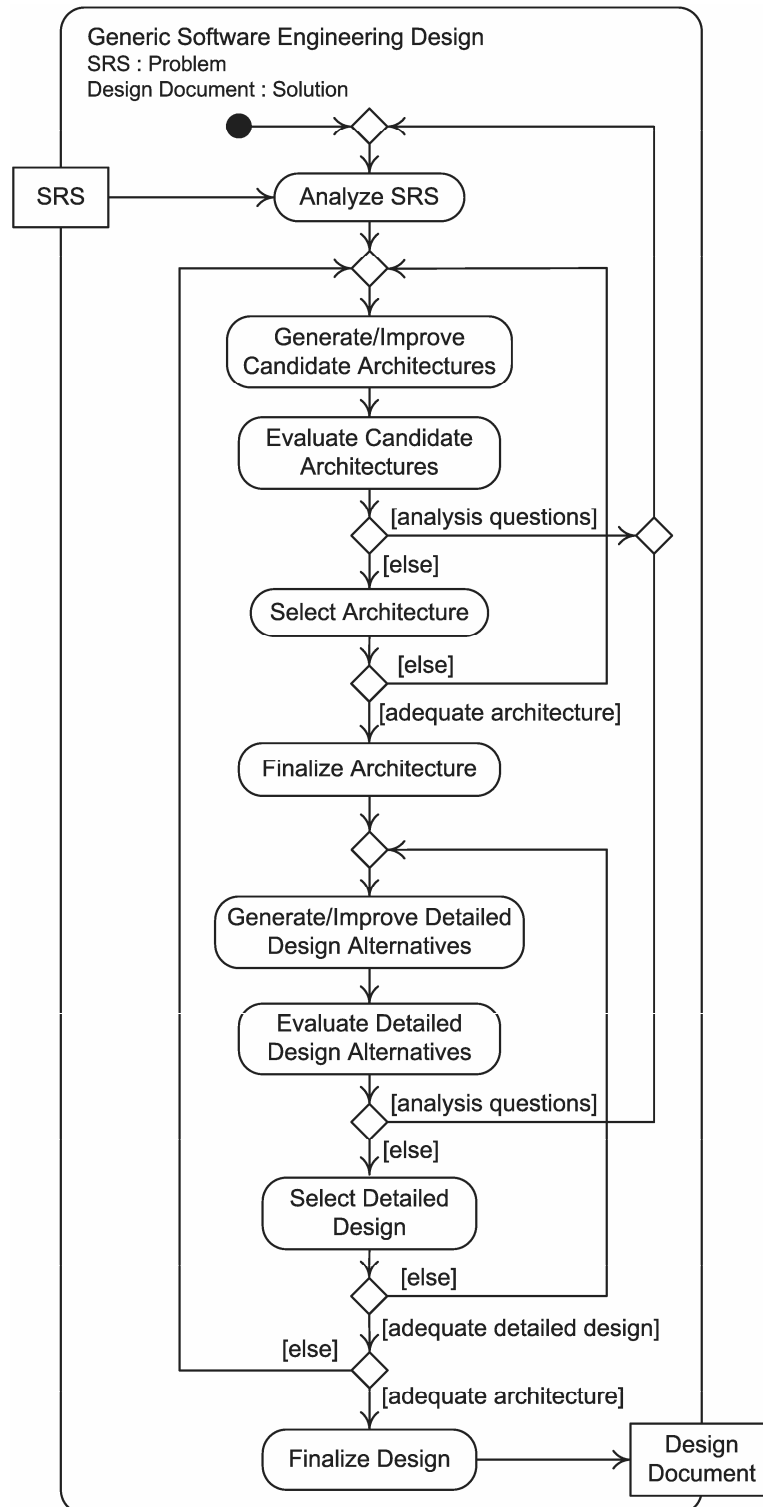 Generic Software Engineering Design
SRS : Problem
Design Document : Solution
SRS
Analyze SRS
Generate/Improve
Candidate Architectures
Evaluate Candidate
Architectures
[analysis questions]
[else]
Select Architecture
[else]
[adequate architecture]
Finalize Architecture
Generate/Improve Detailed
Design Alternatives
Evaluate Detailed
Design Alternatives
[analysis questions]
[else]
Select Detailed
Design
[else]
[adequate detailed design]
[else]
[adequate architecture]
Finalize Design
Design
Document